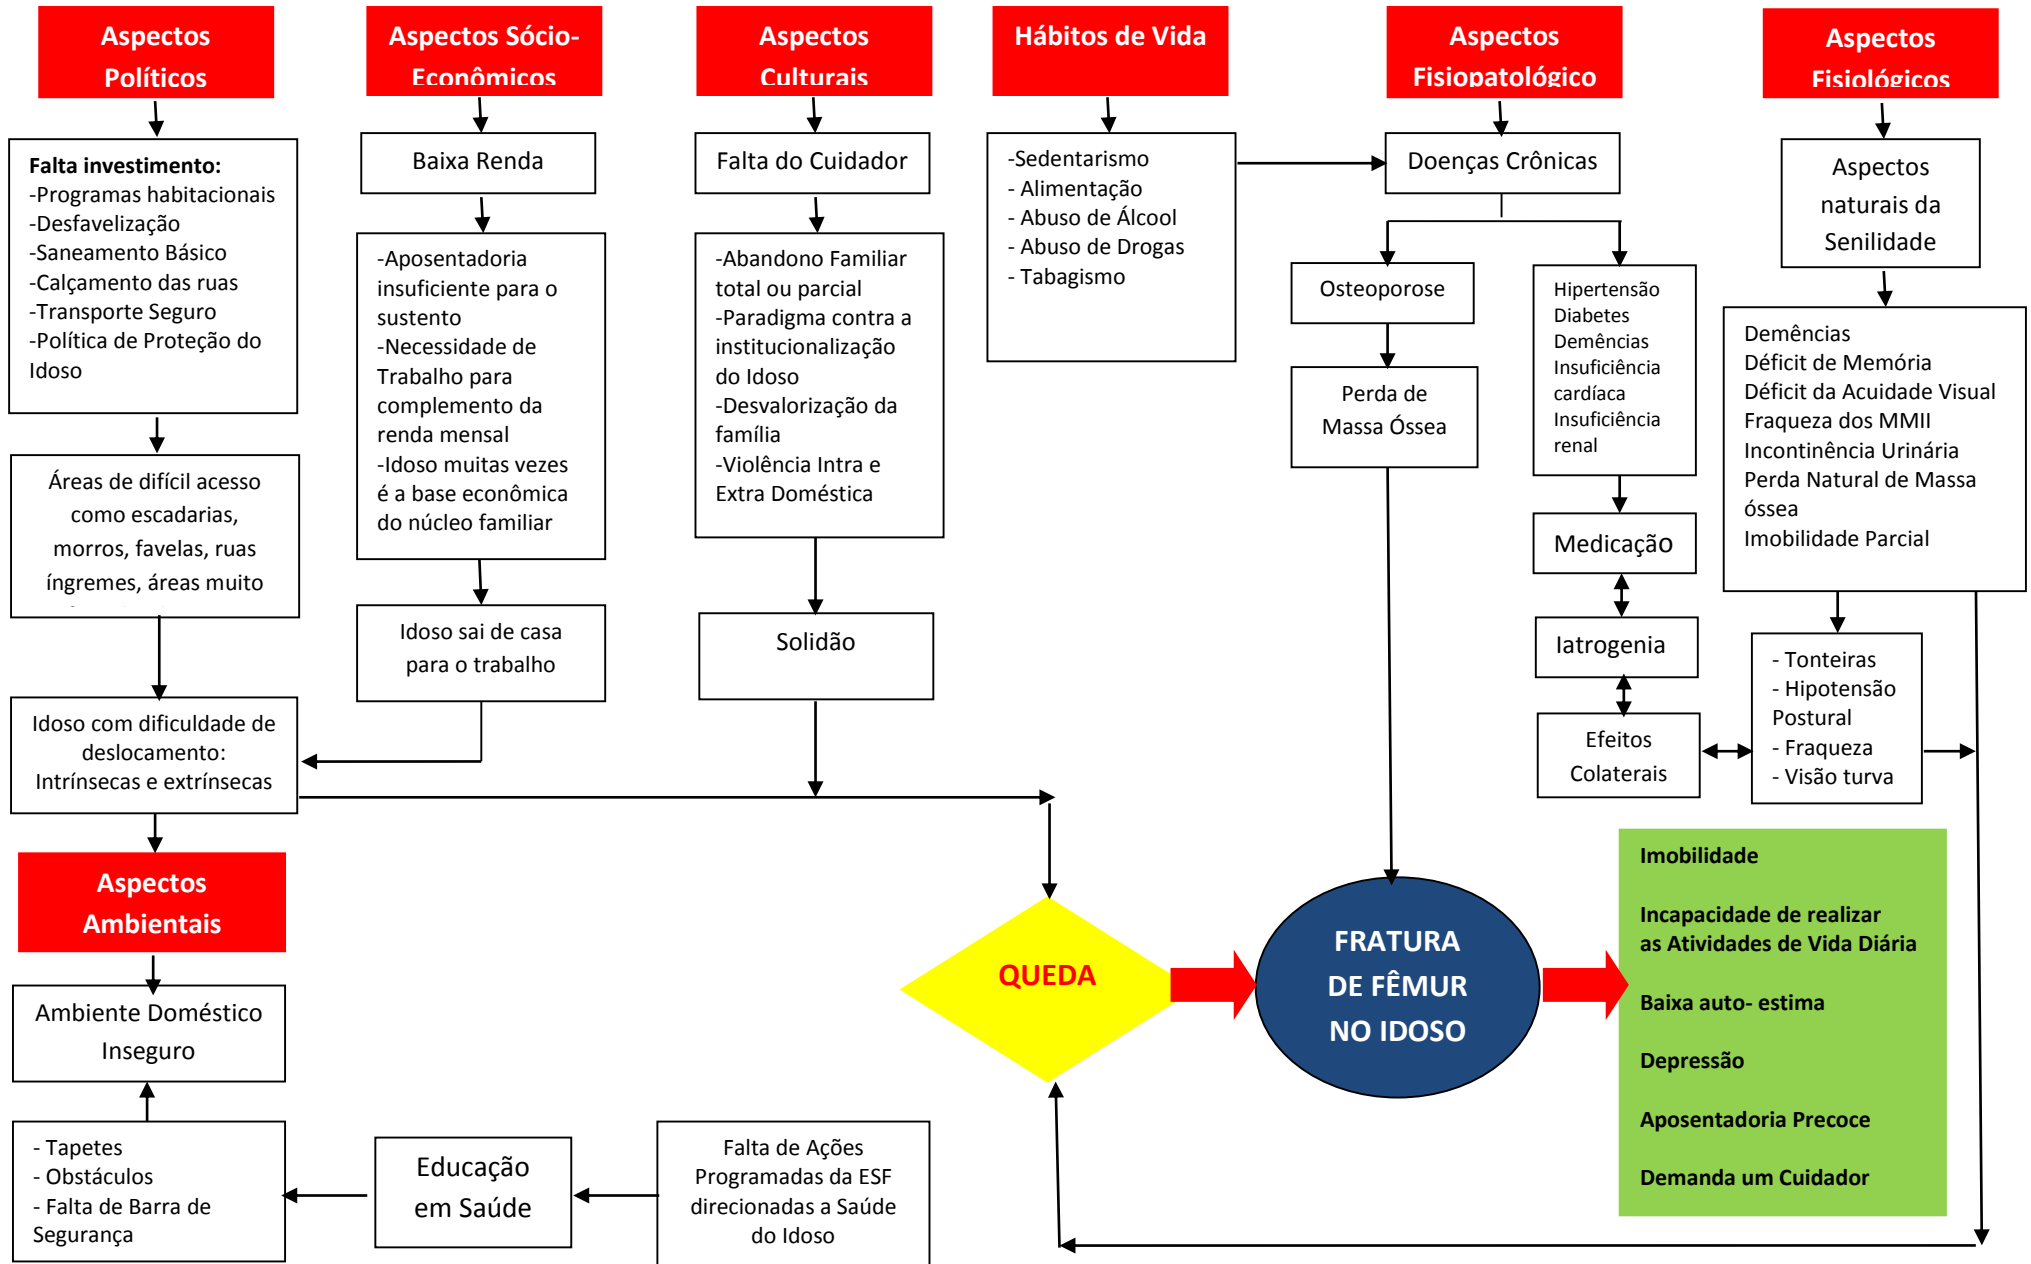 Aspectos
Políticos
Aspectos Sócio-
Econômicos
Aspectos
Culturais
Hábitos de Vida
Aspectos
Fisiopatológico
Aspectos
Fisiológicos
Falta investimento:
-Programas habitacionais
-Desfavelização
-Saneamento Básico
-Calçamento das ruas
-Transporte Seguro
-Política de Proteção do
Idoso
Baixa Renda
Falta do Cuidador
-Sedentarismo
- Alimentação
- Abuso de Álcool
- Abuso de Drogas
- Tabagismo
Doenças Crônicas
Aspectos
naturais da
Senilidade
-Aposentadoria
insuficiente para o
sustento
-Necessidade de
Trabalho para
complemento da
renda mensal
-Idoso muitas vezes
é a base econômica
do núcleo familiar
-Abandono Familiar
total ou parcial
-Paradigma contra a
institucionalização
do Idoso
-Desvalorização da
família
-Violência Intra e
Extra Doméstica
Osteoporose
Hipertensão
Diabetes
Demências
Insuficiência
cardíaca
Insuficiência
renal
Demências
Déficit de Memória
Déficit da Acuidade Visual
Fraqueza dos MMII
Incontinência Urinária
Perda Natural de Massa
óssea
Imobilidade Parcial
Perda de
Massa Óssea
Áreas de difícil acesso
como escadarias,
morros, favelas, ruas
íngremes, áreas muito
Medicação
Idoso sai de casa
para o trabalho
Solidão
Iatrogenia
- Tonteiras
- Hipotensão
Postural
- Fraqueza
- Visão turva
Idoso com dificuldade de
deslocamento:
Intrínsecas e extrínsecas
Efeitos
Colaterais
Aspectos
Ambientais
Ambiente Doméstico
Inseguro
QUEDA
FRATURA
DE FÊMUR
NO IDOSO
Imobilidade
Incapacidade de realizar
as Atividades de Vida Diária
Baixa auto- estima
Depressão
Aposentadoria Precoce
Demanda um Cuidador
- Tapetes
- Obstáculos
- Falta de Barra de
Segurança
Educação
em Saúde
Falta de Ações
Programadas da ESF
direcionadas a Saúde
do Idoso